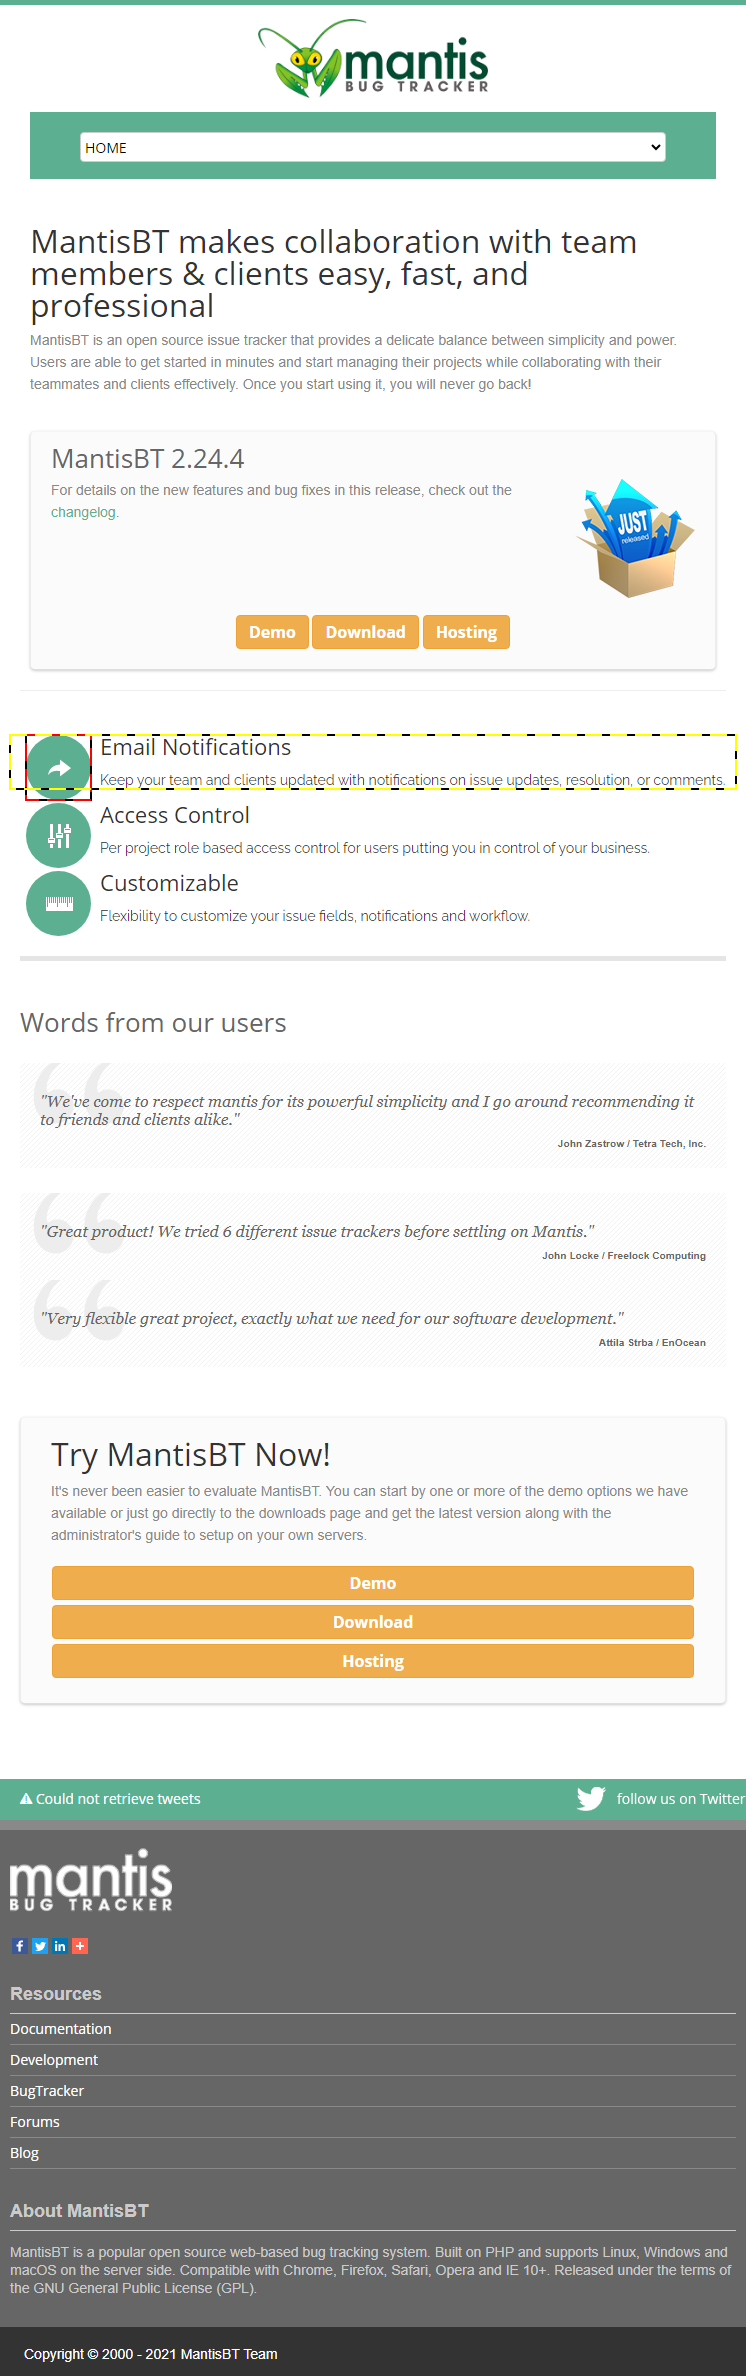 mantis
BUG TRACKER
HOME
MantisBT makes collaboration with team
members & clients easy, fast, and
professional
MantisBT is an open source issue tracker that provides a delicate balance between simplicity and power.
Users are able to get started in minutes and start managing their projects while collaborating with their
teammates and clients effectively. Once you start using it, you will never go back!
MantisBT 2.24.4
For details on the new features and bug fixes in this release, check out the
changelog.
JUST
released
Demo Download Hosting
Email Notifications
Keep your team and clients updated with notifications on issue updates, resolution, or comments.
Access Control
Per project role based access control for users putting you in control of your business.
Customizable
Flexibility to customize your issue fields, notifications and workflow.
Words from our users
"We've come to respect mantis for its powerful simplicity and I go around recommending it
to friends and clients alike."
John Zastrow / Tetra Tech, Inc.
"Great product! We tried 6 different issue trackers before settling on Mantis."
John Locke / Freelock Computing
"Very flexible great project, exactly what we need for our software development."
Attila Strba / EnOcean
Try MantisBT Now!
It's never been easier to evaluate MantisBT. You can start by one or more of the demo options we have
available or just go directly to the downloads page and get the latest version along with the
administrator's guide to setup on your own servers.
Demo
Download
Hosting
Could not retrieve tweets
follow us on Twitter
mantis
BUG TRACKER
Resources
Documentation
Development
BugTracker
Forums
Blog
About MantisBT
MantisBT is a popular open source web-based bug tracking system. Built on PHP and supports Linux, Windows and
macOS on the server side. Compatible with Chrome, Firefox, Safari, Opera and IE 10+. Released under the terms of
the GNU General Public License (GPL).
Copyright © 2000 - 2021 MantisBT Team